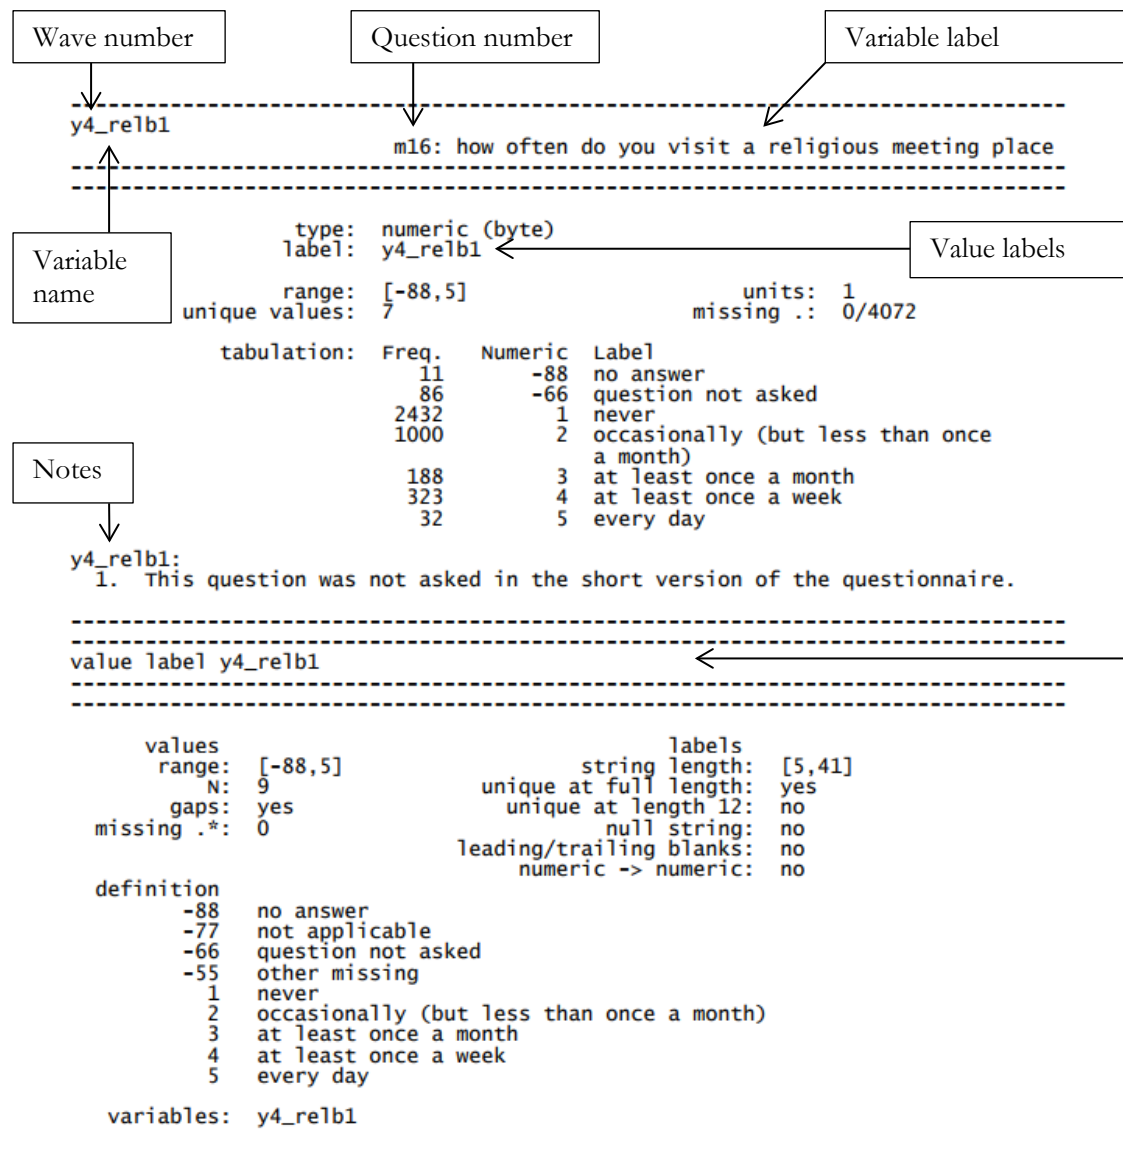 Wave number
Question number
Variable label
--------------------------------------------------------------------------------
y4_relb1
m16: how often do you visit a religious meeting place
--------------------------------------------------------------------------------
--------------------------------------------------------------------------------
type: numeric (byte)
label: y4_relb1
Value labels
Variable
name
range: [-88,5] units: 1
unique values: 7 missing .: 0/4072
tabulation: Freq. Numeric Label
11 -88 no answer
86 -66 question not asked
2432 1 never
1000 2 occasionally (but less than once
a month)
188 3 at least once a month
323 4 at least once a week
32 5 every day
Notes
y4_relb1:
1. This question was not asked in the short version of the questionnaire.
--------------------------------------------------------------------------------
--------------------------------------------------------------------------------
value label y4_relb1
--------------------------------------------------------------------------------
--------------------------------------------------------------------------------
values labels
range: [-88,5] string length: [5,41]
N: 9 unique at full length: yes
gaps: yes unique at length 12: no
missing .*: 0 null string: no
leading/trailing blanks: no
numeric -> numeric: no
definition
-88 no answer
-77 not applicable
-66 question not asked
-55 other missing
1 never
2 occasionally (but less than once a month)
3 at least once a month
4 at least once a week
5 every day
variables: y4_relb1